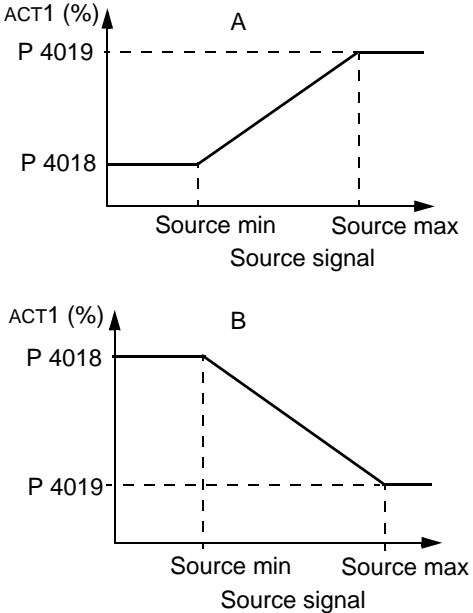 ACT1 (%)
A
P 4019
P 4018
Source min
Source max
Source signal
ACT1 (%)
B
P 4018
P 4019
Source min
Source max
Source signal